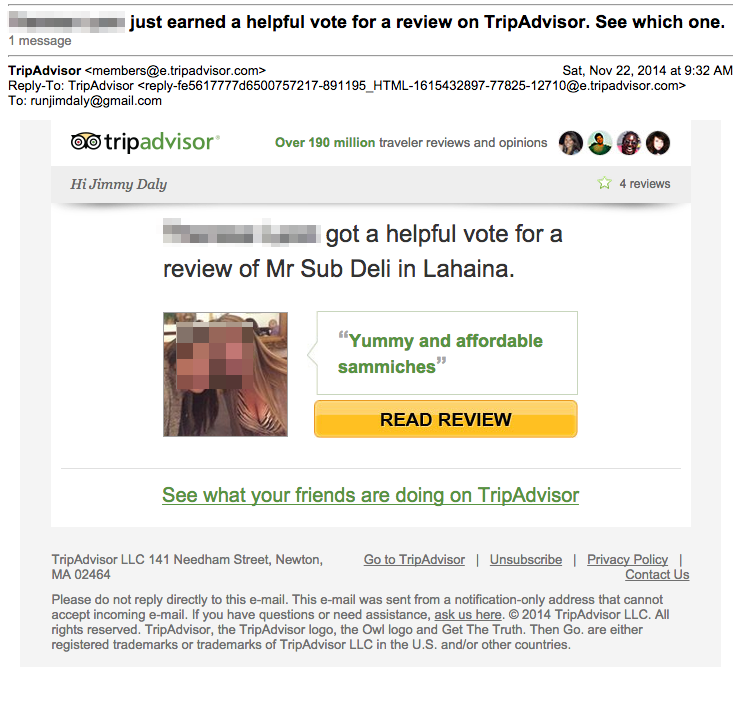 just earned a helpful vote for a review on TripAdvisor. See which one.
1 message
TripAdvisor <members@e.tripadvisor.com> Sat, Nov 22, 2014 at 9:32 AM
Reply-To: TripAdvisor <reply-fe5617777d6500757217-891195_HTML-1615432897-77825-12710@e.tripadvisor.com>
To: runjimdaly@gmail.com
tripadvisor® Over 190 million traveler reviews and opinions
Hi Jimmy Daly 4 reviews
got a helpful vote for a
review of Mr Sub Deli in Lahaina.
“Yummy and affordable
sammiches”
READ REVIEW
See what your friends are doing on TripAdvisor
TripAdvisor LLC 141 Needham Street, Newton,
MA 02464
Go to TripAdvisor | Unsubscribe | Privacy Policy |
Contact Us
Please do not reply directly to this e-mail. This e-mail was sent from a notification-only address that cannot
accept incoming e-mail. If you have questions or need assistance, ask us here. © 2014 TripAdvisor LLC. All
rights reserved. TripAdvisor, the TripAdvisor logo, the Owl logo and Get The Truth. Then Go. are either
registered trademarks or trademarks of TripAdvisor LLC in the U.S. and/or other countries.